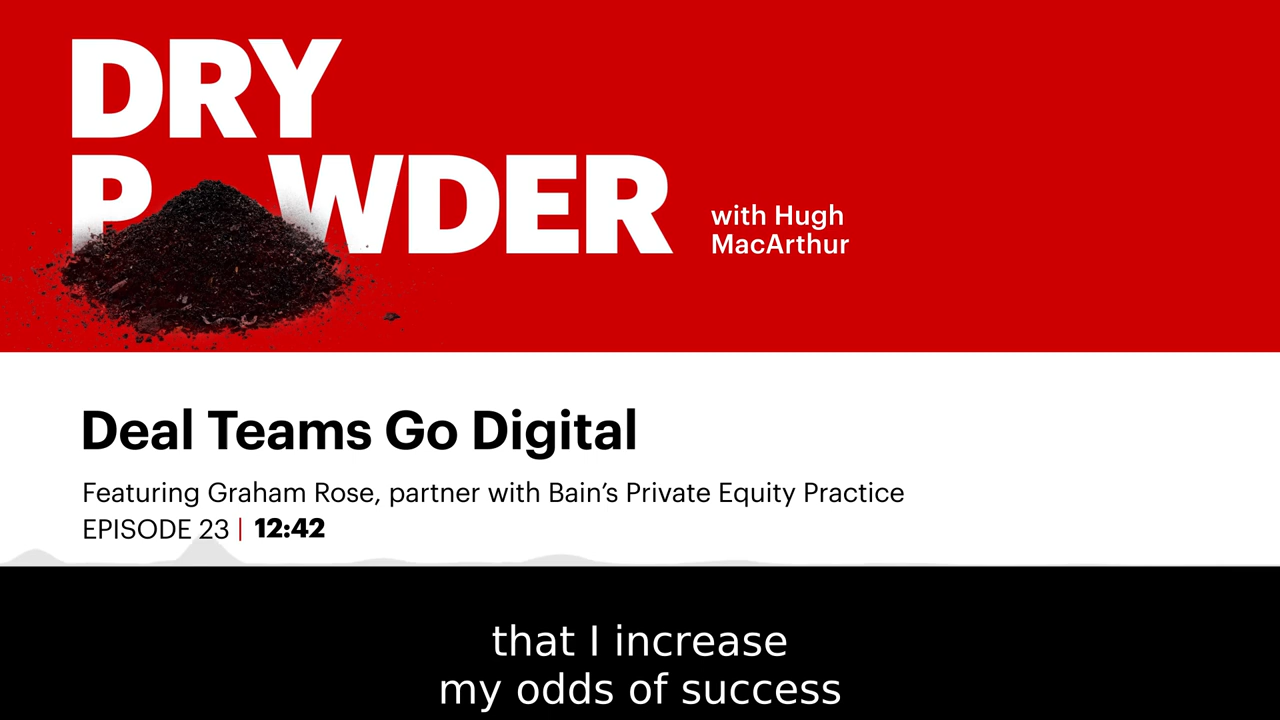 DRY
POWDER
with Hugh
MacArthur
Deal Teams Go Digital
Featuring Graham Rose, partner with Bain’s Private Equity Practice
EPISODE 23 | 12:42
that I increase
my odds of success